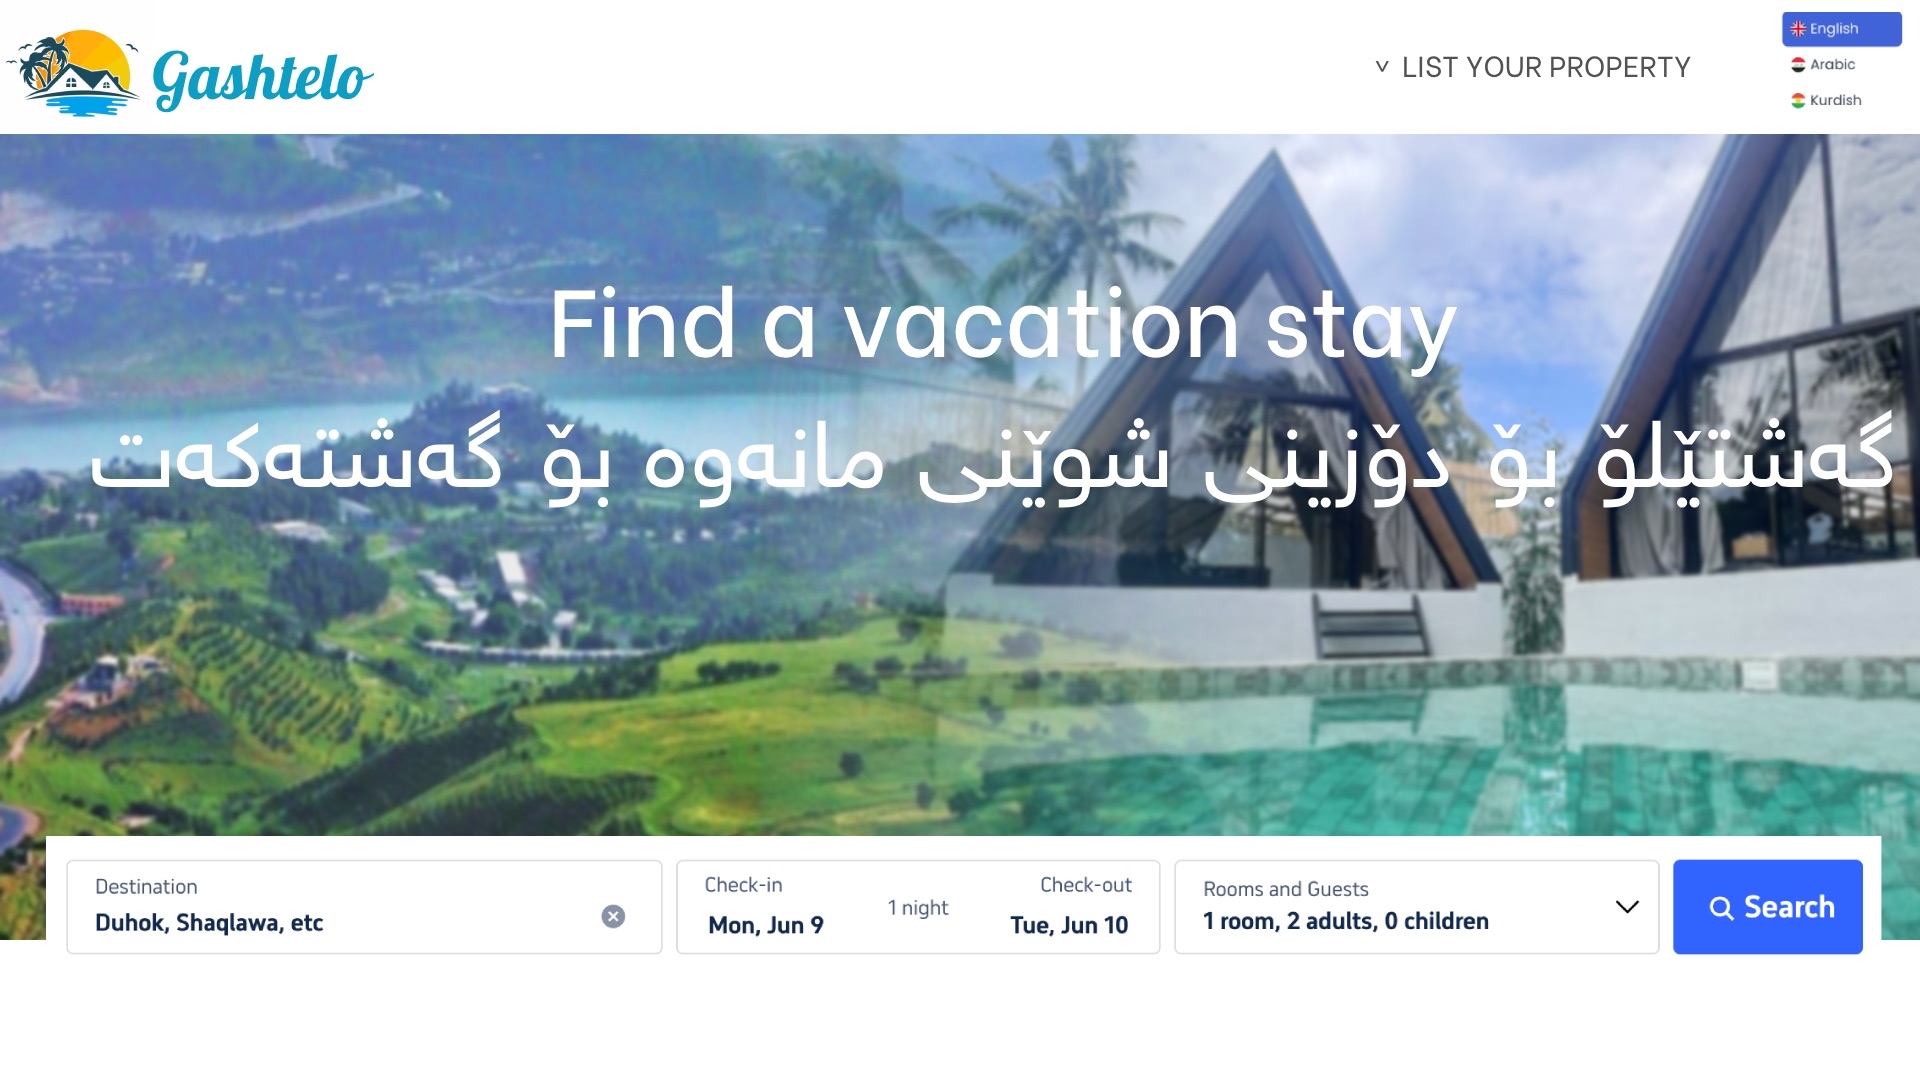 Gashtelo
v LIST YOUR PROPERTY
English
Arabic
Kurdish
Find a vacation stay
گەشتێلۆ بۆ دۆزینی شوێنی مانەوە بۆ گەشتەکەت
Destination
Duhok, Shaqlawa, etc
Check-in
Mon, Jun 9
1 night
Check-out
Tue, Jun 10
Rooms and Guests
1 room, 2 adults, 0 children
Search